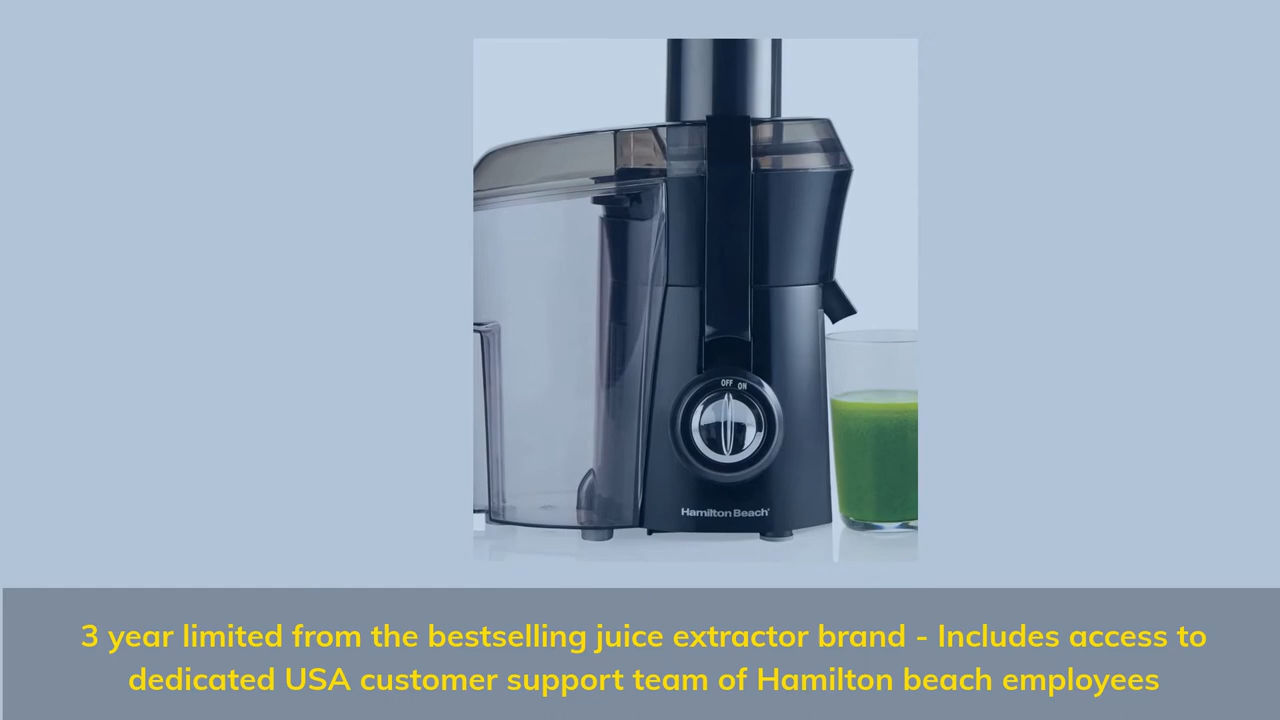 OFF ON
Hamilton Beach
3 year limited from the bestselling juice extractor brand - Includes access to
dedicated USA customer support team of Hamilton beach employees